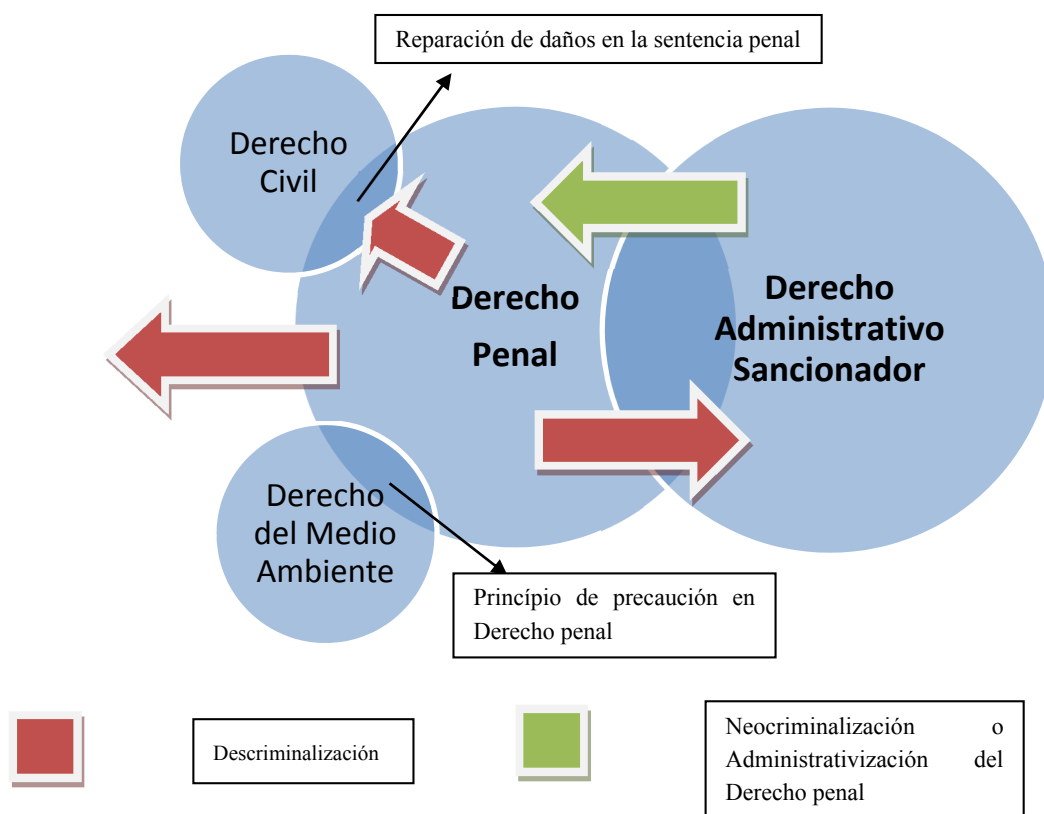 Reparación de daños en la sentencia penal
Derecho
Civil
Derecho
Penal
Derecho
Administrativo
Sancionador
Derecho
del Medio
Ambiente
Princípio de precaución en
Derecho penal
Descriminalización
Neocriminalización o
Administrativización del
Derecho penal